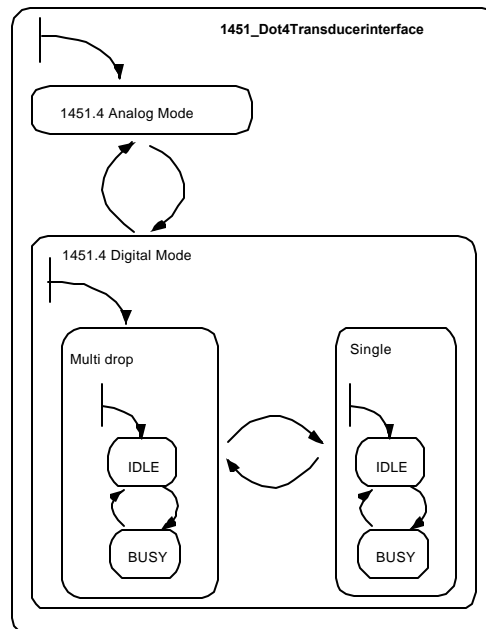 1451_Dot4Transducerinterface
1451.4 Analog Mode
1451.4 Digital Mode
Multi drop
Single
IDLE
IDLE
BUSY
BUSY